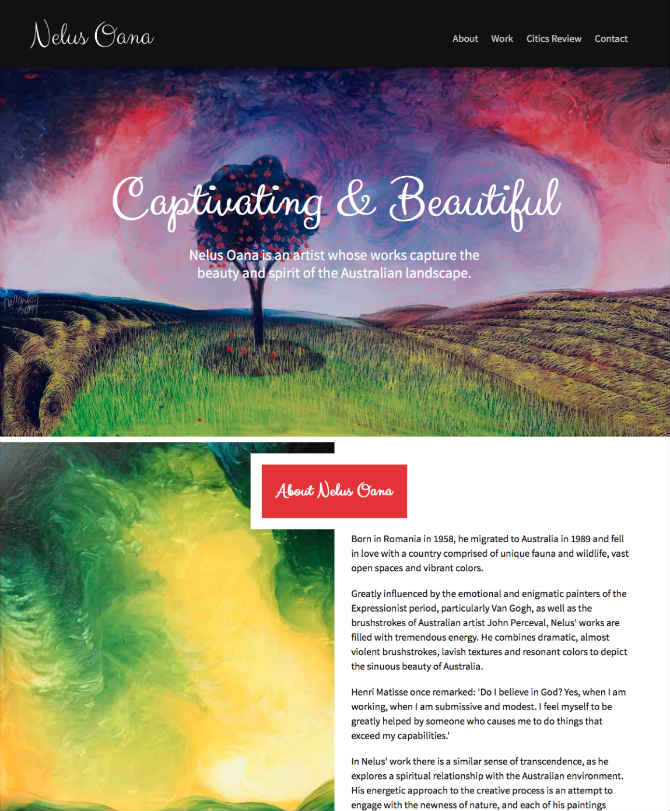 Nelus Oana
About Work Citics Review Contact
Captivating & Beautiful
Nelus Oana is an artist whose works capture the
beauty and spirit of the Australian landscape.
About Nelus Oana
Born in Romania in 1958, he migrated to Australia in 1989 and fell
in love with a country comprised of unique fauna and wildlife, vast
open spaces and vibrant colors.
Greatly influenced by the emotional and enigmatic painters of the
Expressionist period, particularly Van Gogh, as well as the
brushstrokes of Australian artist John Perceval, Nelus' works are
filled with tremendous energy. He combines dramatic, almost
violent brushstrokes, lavish textures and resonant colors to depict
the sinuous beauty of Australia.
Henri Matisse once remarked: 'Do I believe in God? Yes, when I am
working, when I am submissive and modest. I feel myself to be
greatly helped by someone who causes me to do things that
exceed my capabilities.'
In Nelus' work there is a similar sense of transcendence, as he
explores a spiritual relationship with the Australian environment.
His energetic approach to the creative process is an attempt to
engage with the newness of nature, and each of his paintings